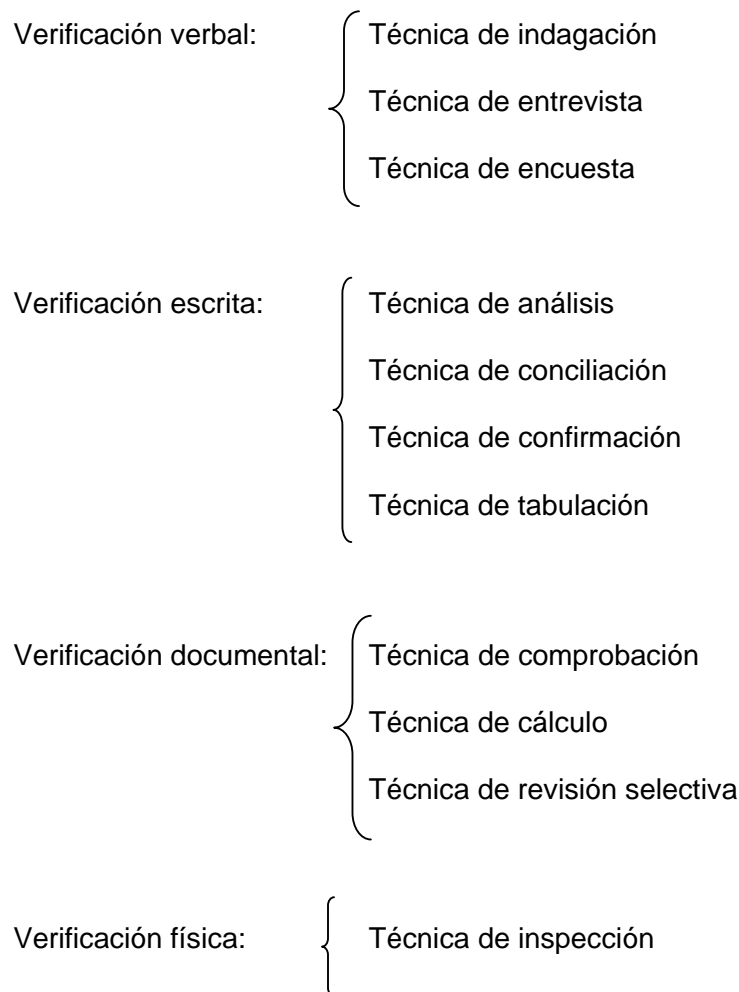 Verificación verbal: Técnica de indagación
Técnica de entrevista
Técnica de encuesta
Verificación escrita: Técnica de análisis
Técnica de conciliación
Técnica de confirmación
Técnica de tabulación
Verificación documental: Técnica de comprobación
Técnica de cálculo
Técnica de revisión selectiva
Verificación física: Técnica de inspección